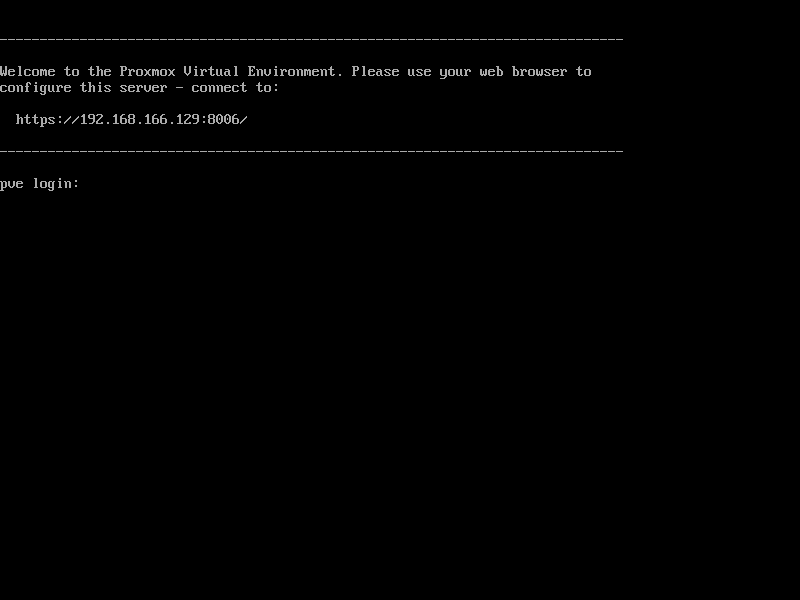 Welcome to the Proxmox Virtual Environment. Please use your web browser to
configure this server - connect to:
https://192.168.166.129:8006/
pve login: